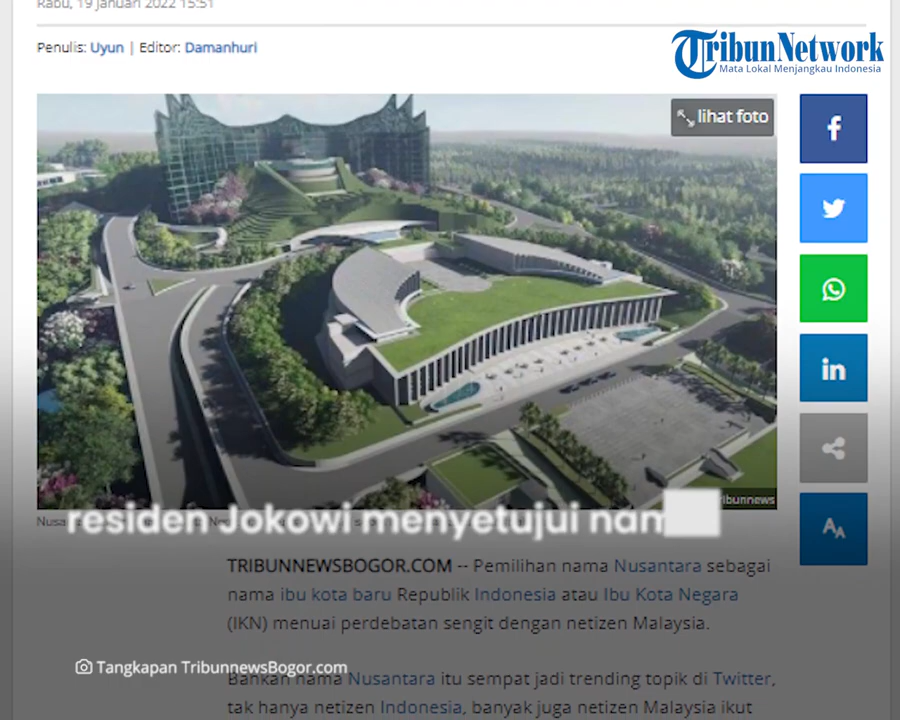 Rabu, 19 Januari 2022 15:51
Penulis: Uyun | Editor: Damanhuri
TribunNetwork
Mata Lokal Menjangkau Indonesia
lihat foto
ibunnews
residen Jokowi menyetujui nam
TRIBUNNEWSBOGOR.COM -- Pemilihan nama Nusantara sebagai
nama ibu kota baru Republik Indonesia atau Ibu Kota Negara
(IKN) menuai perdebatan sengit dengan netizen Malaysia.
Tangkapan TribunnewsBogor.com
Bahkan nama Nusantara itu sempat jadi trending topik di Twitter,
tak hanya netizen Indonesia, banyak juga netizen Malaysia ikut